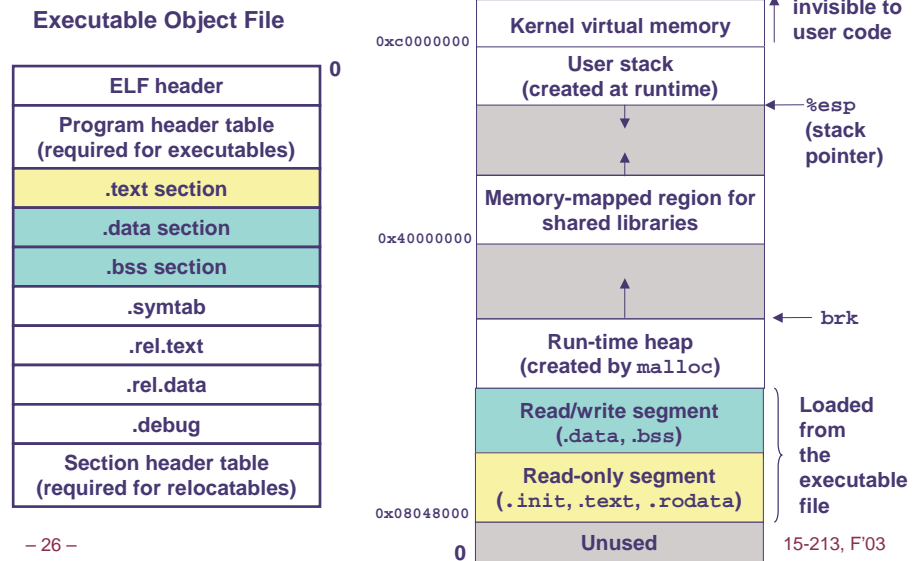 Executable Object File
0
ELF header
Program header table
(required for executables)
.text section
.data section
.bss section
.symtab
.rel.text
.rel.data
.debug
Section header table
(required for relocatables)
invisible to
user code
Kernel virtual memory
0xc0000000
User stack
(created at runtime)
%esp
(stack
pointer)
Memory-mapped region for
shared libraries
0x40000000
brk
Run-time heap
(created by malloc)
Read/write segment
(.data, .bss)
Read-only segment
(.init, .text, .rodata)
Loaded
from
the
executable
file
0x08048000
Unused
0
– 26 –
15-213, F'03